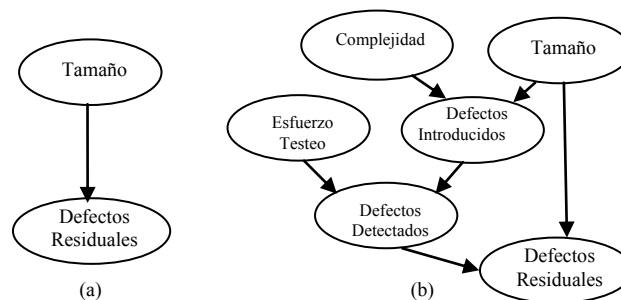 Tamaño
Defectos
Residuales
(a)
Complejidad
Tamaño
Esfuerzo
Testeo
Defectos
Introducidos
Defectos
Detectados
Defectos
Residuales
(b)